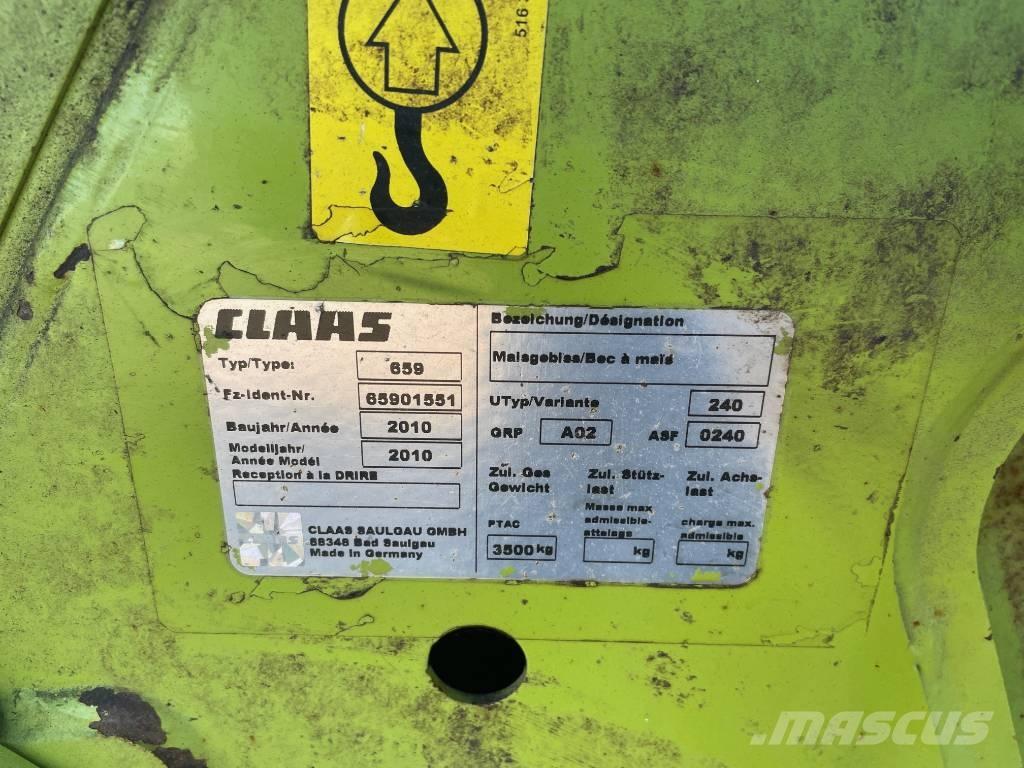 516
CLAAS
Typ/Type: 659
Fz-Ident-Nr. 65901551
Baujahr/Année 2010
Modelljahr/
Année Modèl 2010
Reception à la DRIRE
CLAAS SAULGAU GMBH
88348 Bad Saulgau
Made in Germany
Bezeichung/Désignation
Maisgebiss/Bec à maïs
UTyp/Variante 240
GRP A02 ASF 0240
Zul. Ges
Gewicht
Zul. Stütz-
last
Zul. Achs-
last
PTAC
Masse max
admissible-
attelage
charge max.
admissible
3500 kg
kg
kg
MASCUS